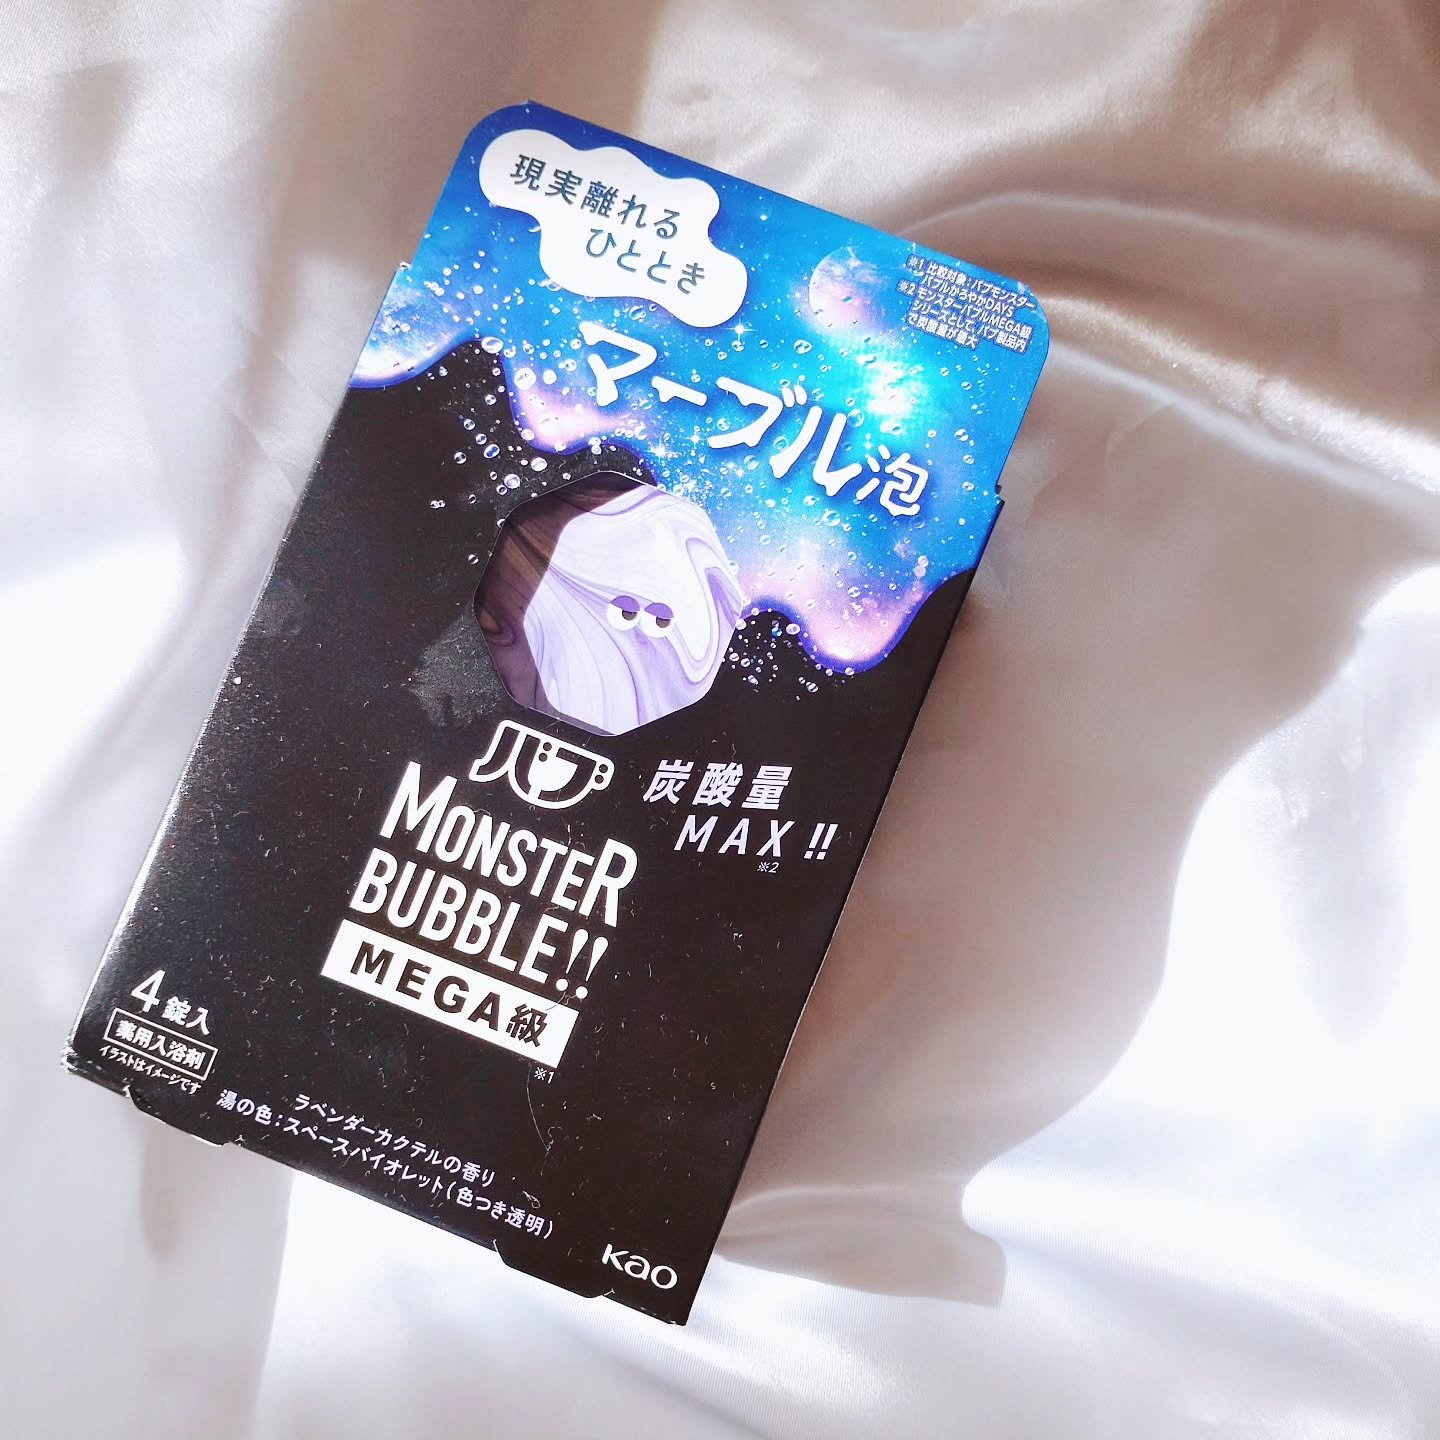 現実離れる
ひととき
※1 比較対象：バブモンスター
バブルかろやかDAYS
※2 モンスターバブルMEGA級
シリーズとして、バブ製品内
で炭酸量が最大
マーブル泡
バブ
MONSTER
BUBBLE!!
MEGA級
※1
炭酸量
MAX!!
※2
4錠入
薬用入浴剤
イラストはイメージです
ラベンダーカクテルの香り
湯の色：スペースバイオレット（色つき透明）
Kao